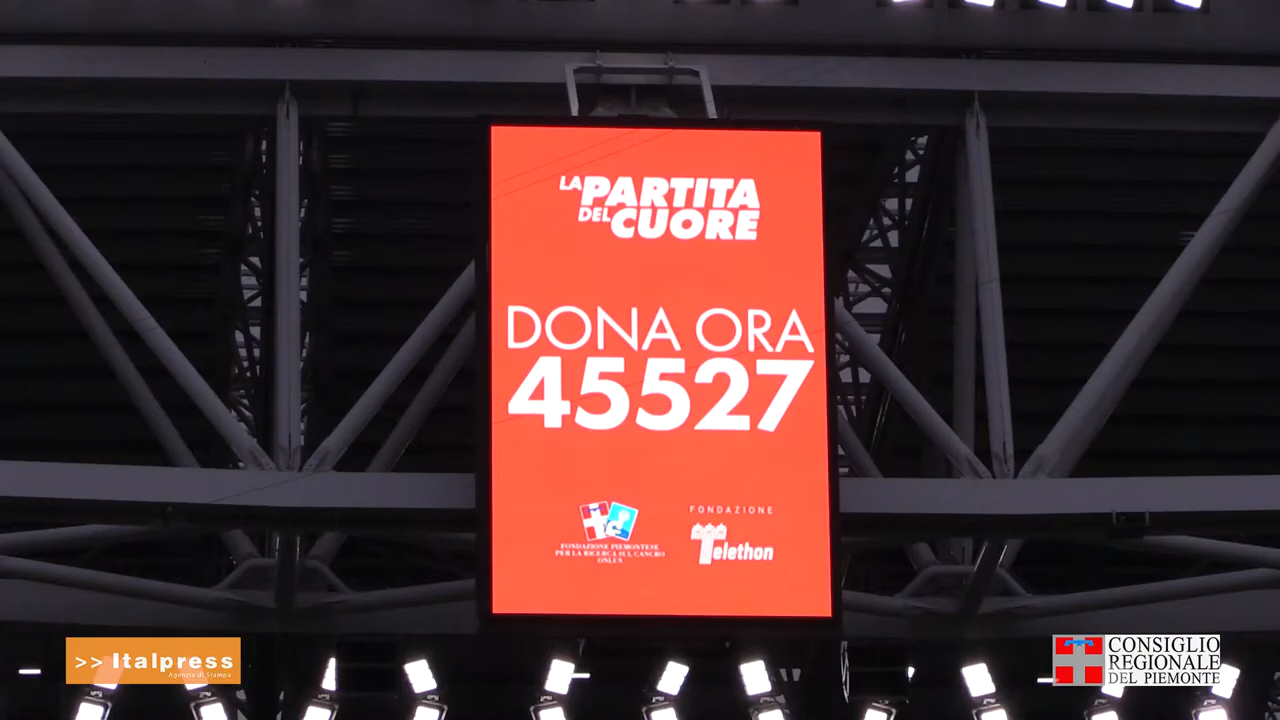 LA PARTITA
DEL CUORE
DONA ORA
45527
FONDAZIONE PIEMONTESE
PER LA RICERCA SUL CANCRO
ONLUS
FONDAZIONE
Telethon
>> Italpress
Agenzia di Stampa
CONSIGLIO
REGIONALE
DEL PIEMONTE